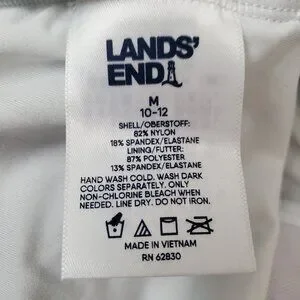 LANDS'
END
M
10-12
SHELL/OBERSTOFF:
82% NYLON
18% SPANDEX/ELASTANE
LINING/FUTTER:
87% POLYESTER
13% SPANDEX/ELASTANE
HAND WASH COLD. WASH DARK
COLORS SEPARATELY. ONLY
NON-CHLORINE BLEACH WHEN
NEEDED. LINE DRY. DO NOT IRON.
MADE IN VIETNAM
RN 62830